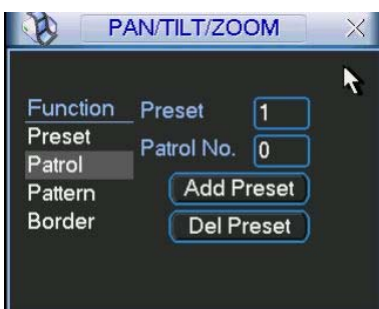 PAN/TILT/ZOOM
Function
Preset
Patrol
Pattern
Border
Preset 1
Patrol No. 0
Add Preset
Del Preset